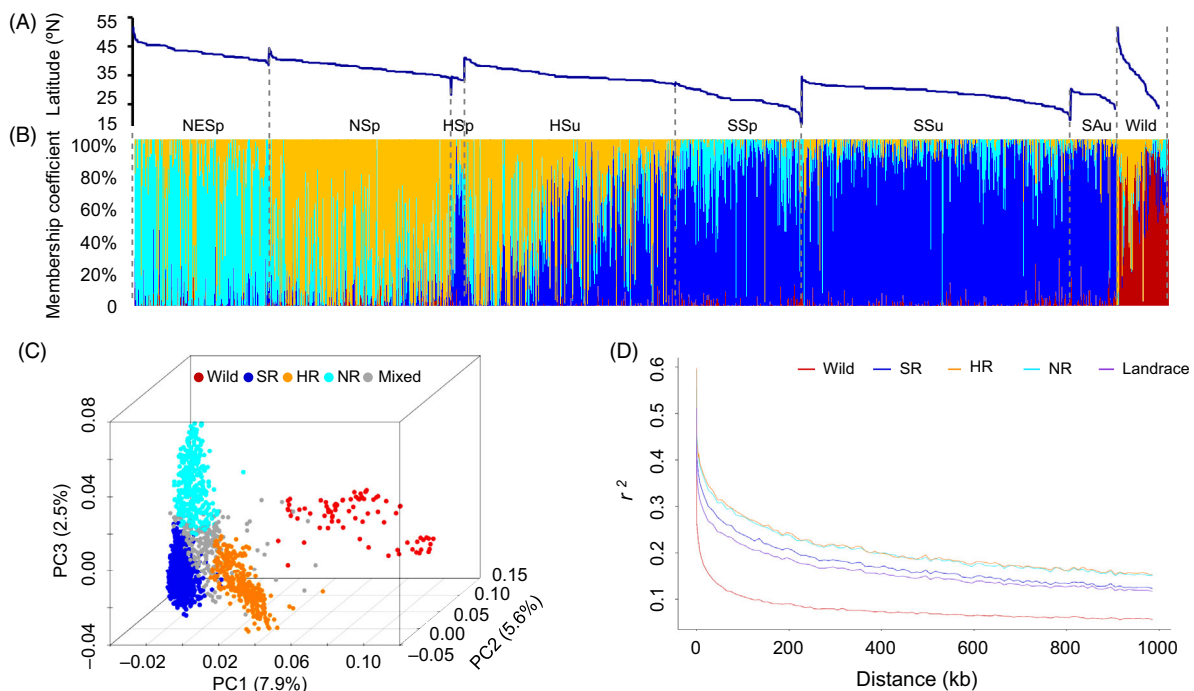 (A)
Latitude (ºN)
55
45
35
25
15
NESp NSp HSp HSu SSp SSu SAu Wild
(B)
Membership coefficient
100%
80%
60%
40%
20%
0
(C)
Wild SR HR NR Mixed
PC3 (2.5%)
0.08
0.04
0.00
−0.04
−0.02 0.02 0.06 0.10
PC1 (7.9%)
−0.05 0.00 0.05 0.10 0.15
PC2 (5.6%)
(D)
Wild SR HR NR Landrace
r 2
0.6
0.5
0.4
0.3
0.2
0.1
0 200 400 600 800 1000
Distance (kb)